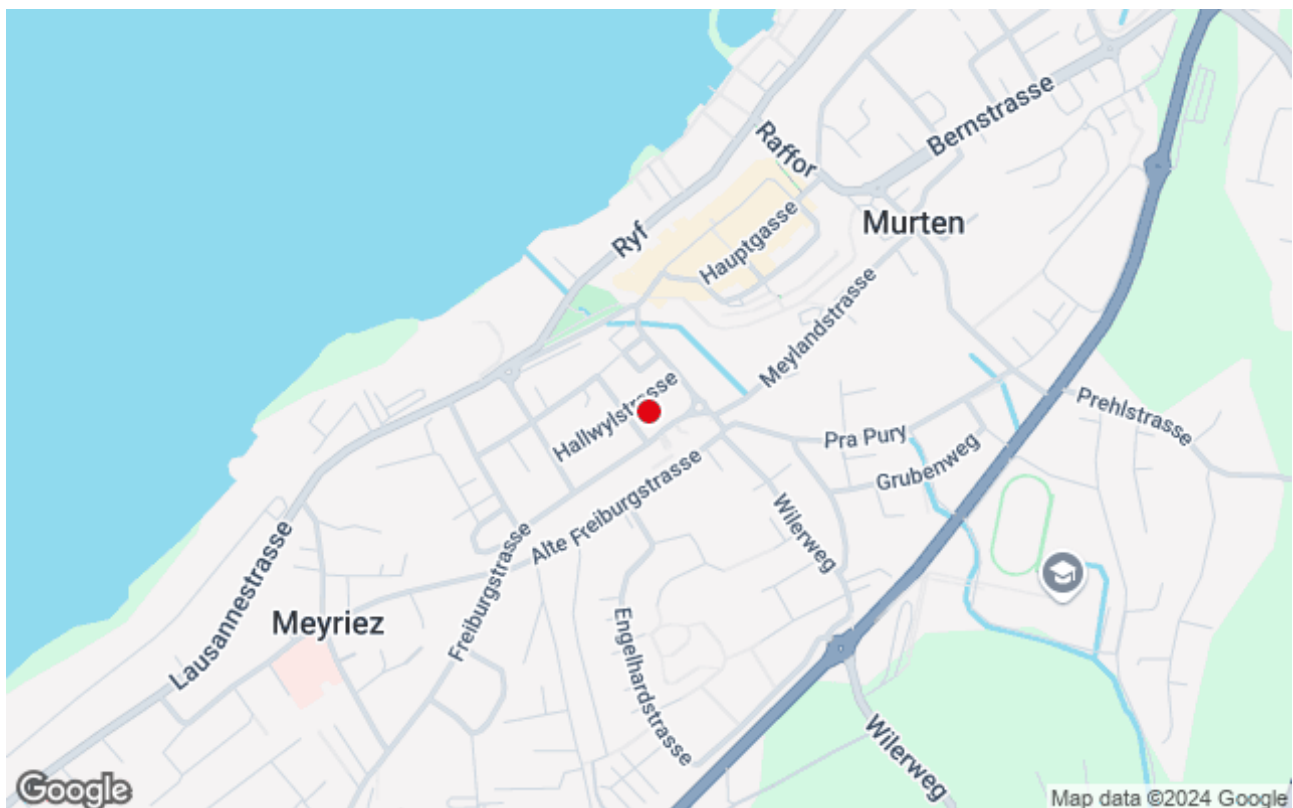 Raffor
Bernstrasse
Murten
Ryf
Hauptgasse
Meylandstrasse
Hallwylstrasse
Prehlstrasse
Pra Pury
Grubenweg
Alte Freiburgstrasse
Wilerweg
Lausannestrasse
Freiburgstrasse
Meyriez
Engelhardstrasse
Wilerweg
Google
Map data ©2024 Google